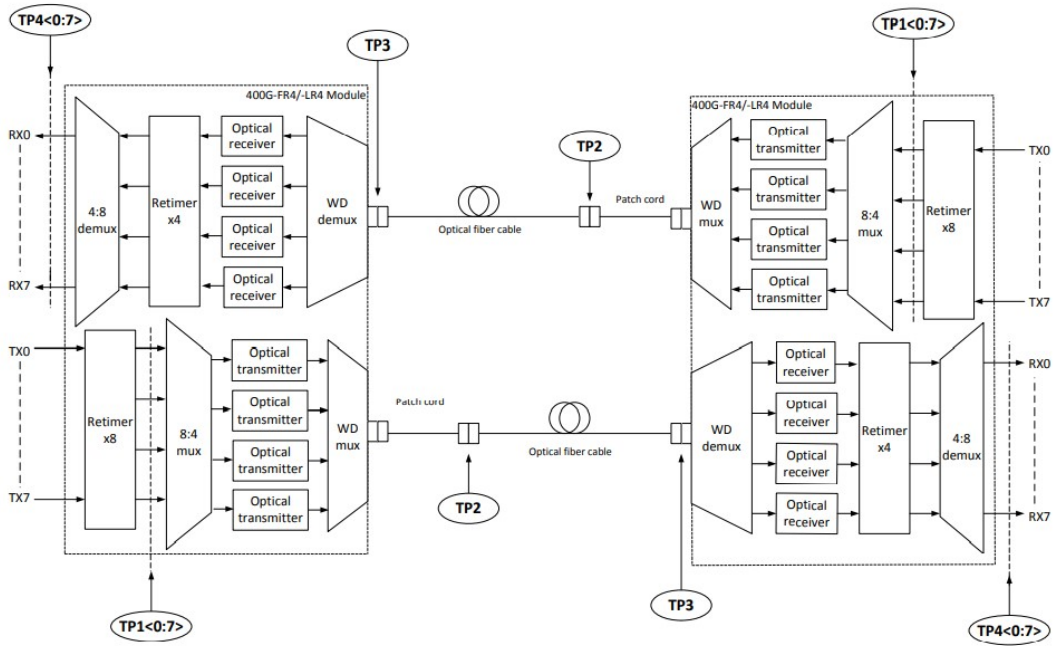 TP4<0:7>
TP3
TP1<0:7>
400G-FR4/-LR4 Module
400G-FR4/-LR4 Module
RX0
RX7
4:8
demux
Retimer
x4
Optical
receiver
Optical
receiver
Optical
receiver
Optical
receiver
WD
demux
Optical fiber cable
TP2
Patch cord
WD
mux
Optical
transmitter
Optical
transmitter
Optical
transmitter
Optical
transmitter
8:4
mux
Retimer
x8
TX0
TX7
TX0
TX7
Retimer
x8
8:4
mux
Optical
transmitter
Optical
transmitter
Optical
transmitter
Optical
transmitter
WD
mux
Patch cord
TP2
Optical fiber cable
WD
demux
Optical
receiver
Optical
receiver
Optical
receiver
Optical
receiver
Retimer
x4
4:8
demux
RX0
RX7
TP1<0:7>
TP3
TP4<0:7>